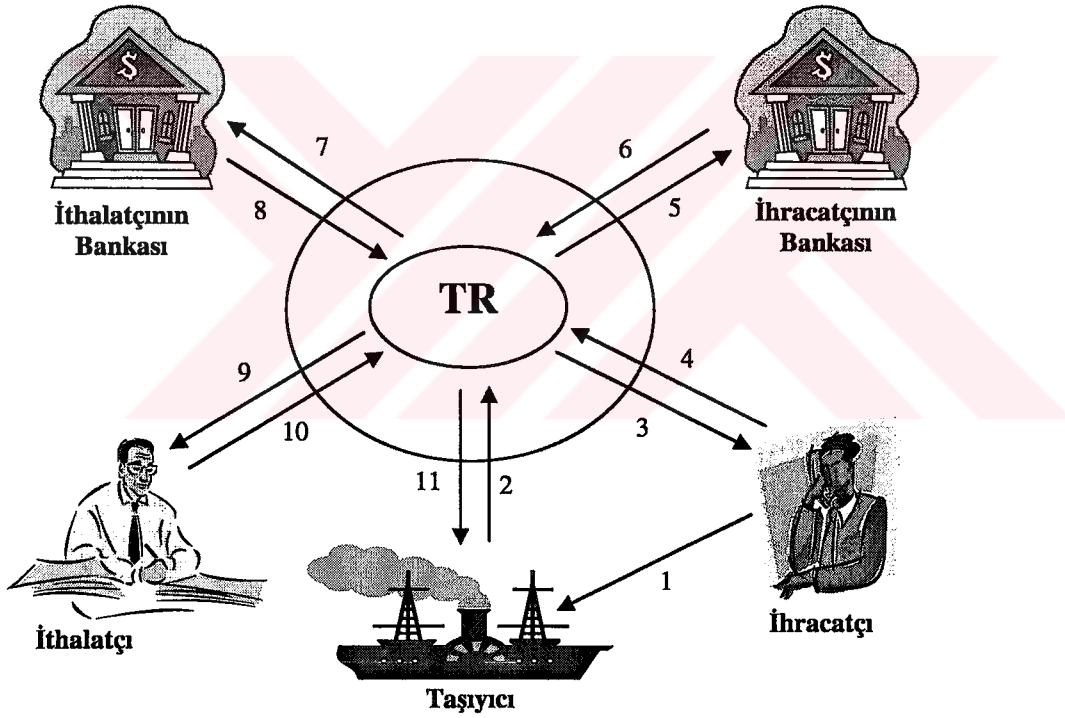 $
$
7
6
8
5
İthalatçının
Bankası
İhracatçının
Bankası
TR
9
4
10
3
11
2
1
İthalatçı
İhracatçı
Taşıyıcı